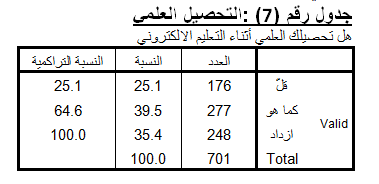 جدول رقم (7) :التحصيل العلمي
هل تحصيلك العلمي أثناء التعليم الالكتروني
العدد النسبة النسبة التراكمية
Valid قلّ 176 25.1 25.1
كما هو 277 39.5 64.6
ازداد 248 35.4 100.0
Total 701 100.0